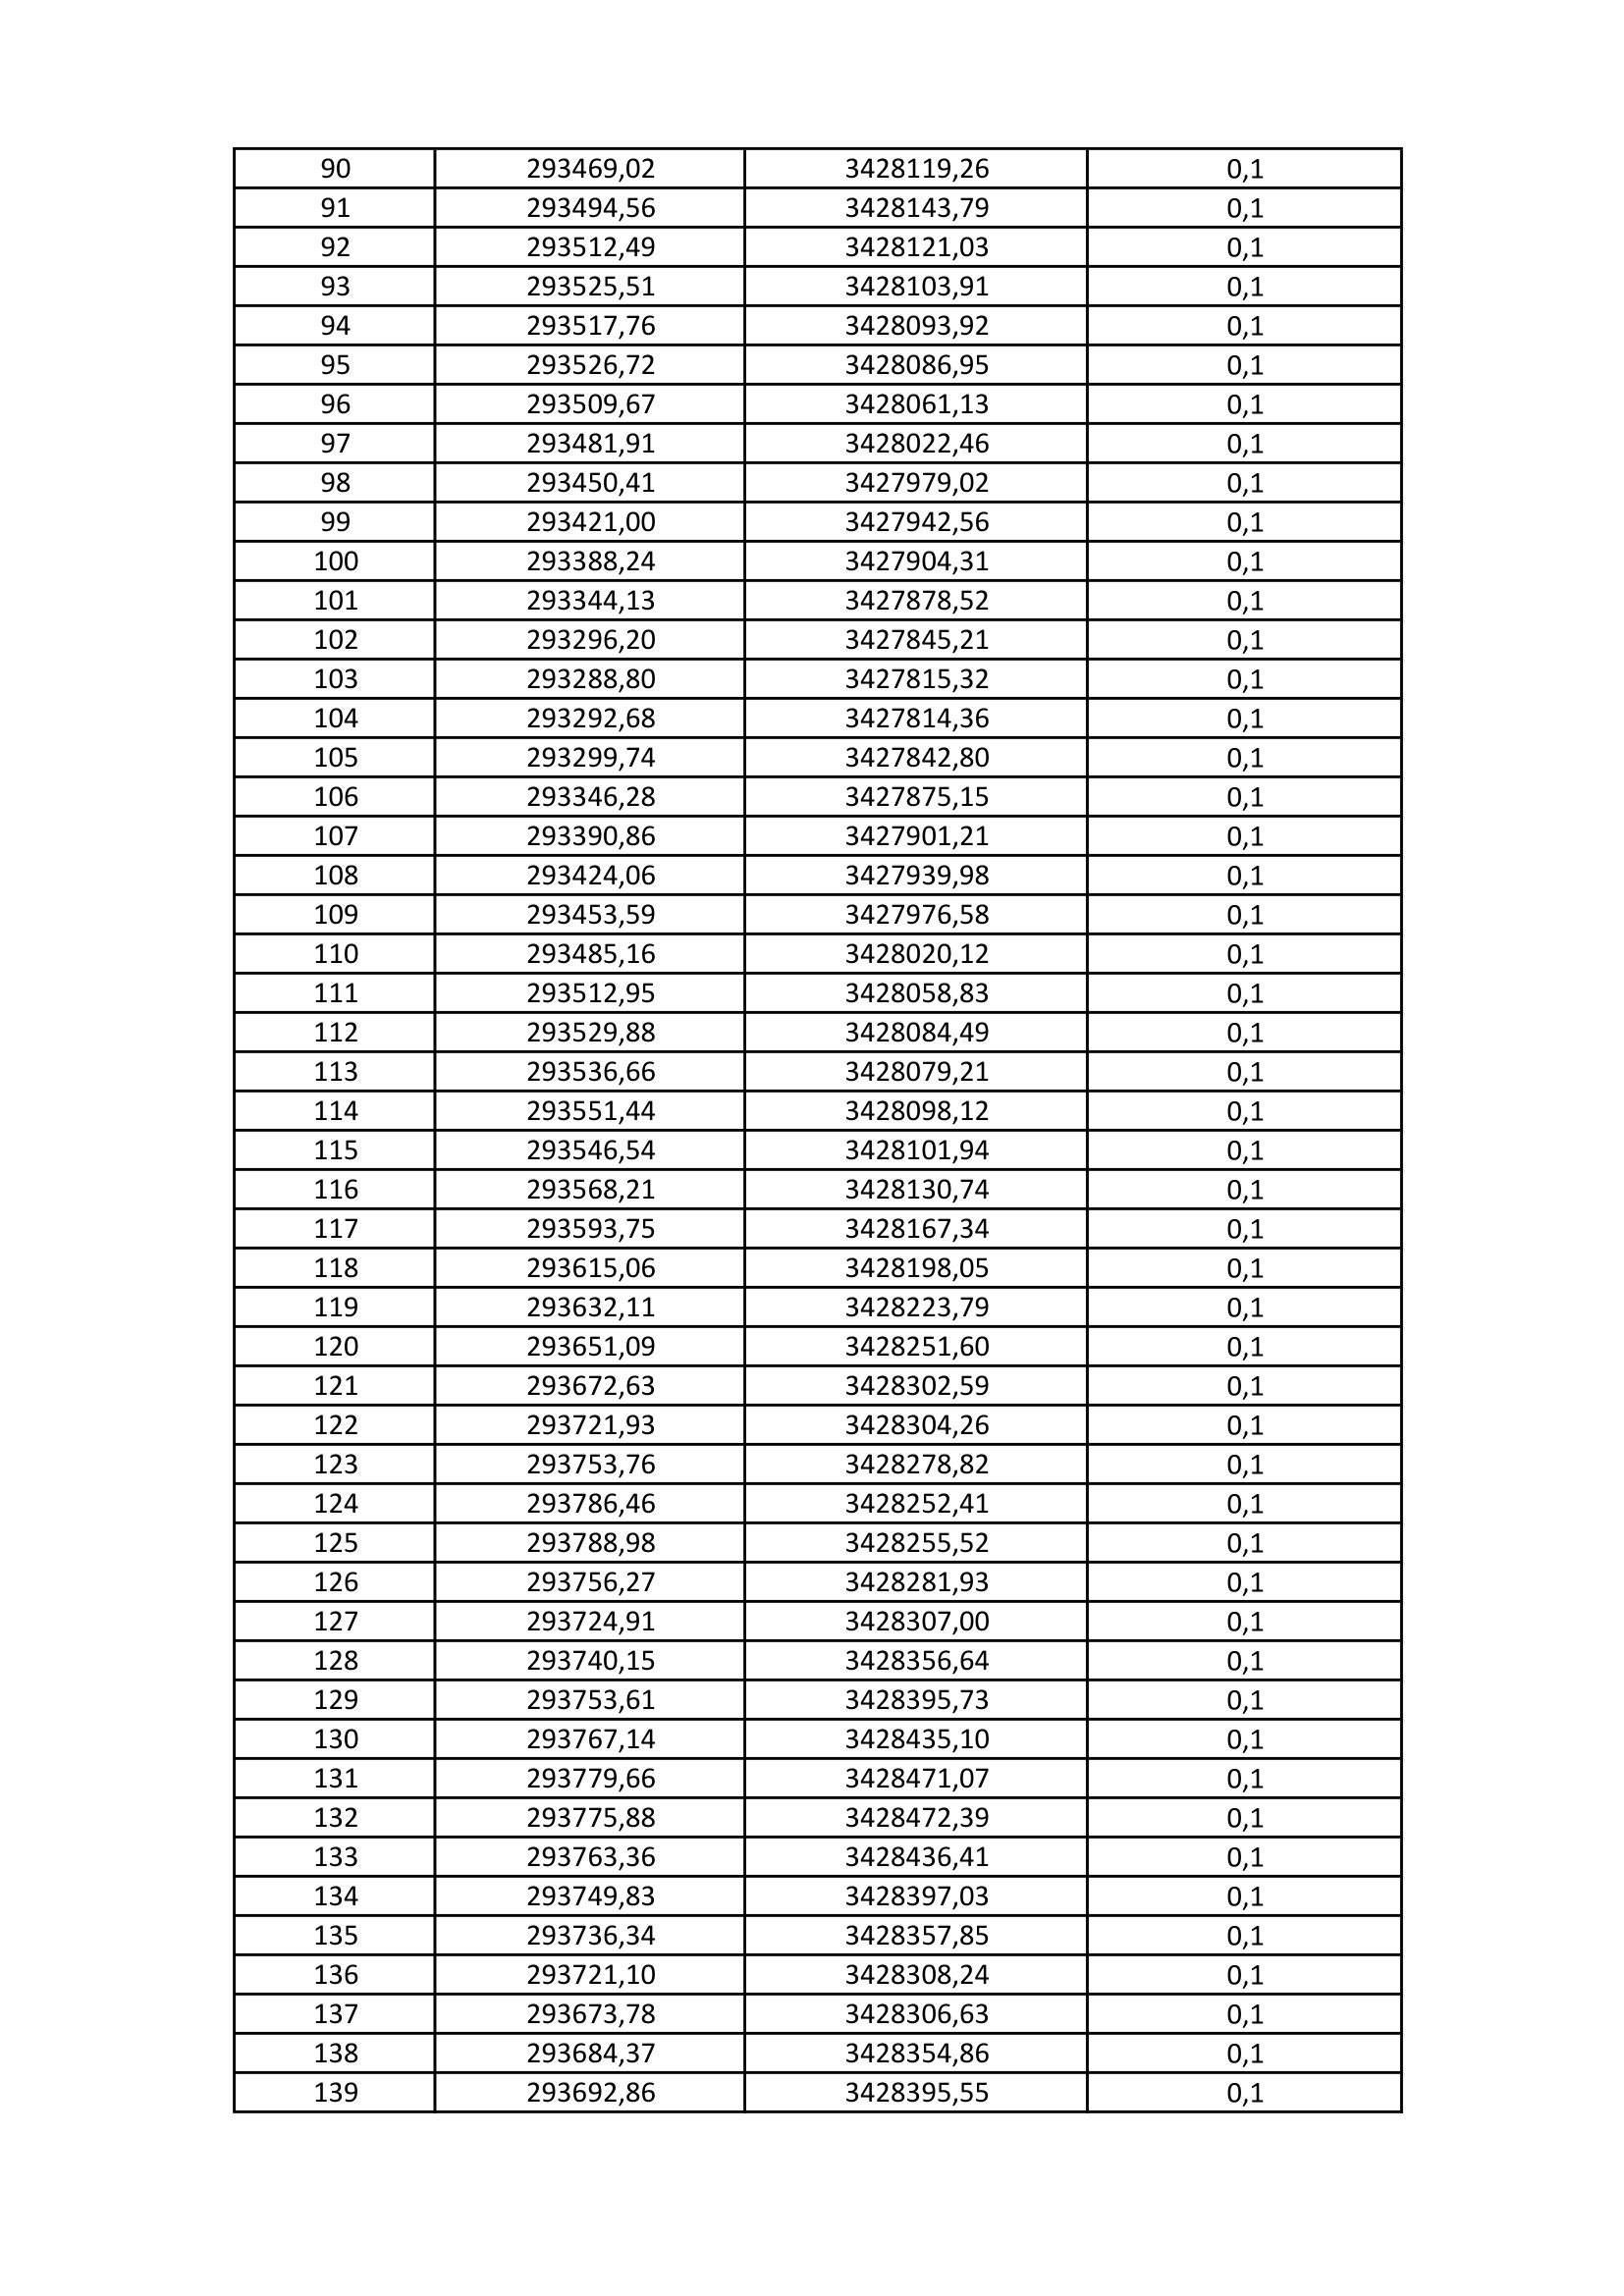 90 293469,02 3428119,26 0,1
91 293494,56 3428143,79 0,1
92 293512,49 3428121,03 0,1
93 293525,51 3428103,91 0,1
94 293517,76 3428093,92 0,1
95 293526,72 3428086,95 0,1
96 293509,67 3428061,13 0,1
97 293481,91 3428022,46 0,1
98 293450,41 3427979,02 0,1
99 293421,00 3427942,56 0,1
100 293388,24 3427904,31 0,1
101 293344,13 3427878,52 0,1
102 293296,20 3427845,21 0,1
103 293288,80 3427815,32 0,1
104 293292,68 3427814,36 0,1
105 293299,74 3427842,80 0,1
106 293346,28 3427875,15 0,1
107 293390,86 3427901,21 0,1
108 293424,06 3427939,98 0,1
109 293453,59 3427976,58 0,1
110 293485,16 3428020,12 0,1
111 293512,95 3428058,83 0,1
112 293529,88 3428084,49 0,1
113 293536,66 3428079,21 0,1
114 293551,44 3428098,12 0,1
115 293546,54 3428101,94 0,1
116 293568,21 3428130,74 0,1
117 293593,75 3428167,34 0,1
118 293615,06 3428198,05 0,1
119 293632,11 3428223,79 0,1
120 293651,09 3428251,60 0,1
121 293672,63 3428302,59 0,1
122 293721,93 3428304,26 0,1
123 293753,76 3428278,82 0,1
124 293786,46 3428252,41 0,1
125 293788,98 3428255,52 0,1
126 293756,27 3428281,93 0,1
127 293724,91 3428307,00 0,1
128 293740,15 3428356,64 0,1
129 293753,61 3428395,73 0,1
130 293767,14 3428435,10 0,1
131 293779,66 3428471,07 0,1
132 293775,88 3428472,39 0,1
133 293763,36 3428436,41 0,1
134 293749,83 3428397,03 0,1
135 293736,34 3428357,85 0,1
136 293721,10 3428308,24 0,1
137 293673,78 3428306,63 0,1
138 293684,37 3428354,86 0,1
139 293692,86 3428395,55 0,1